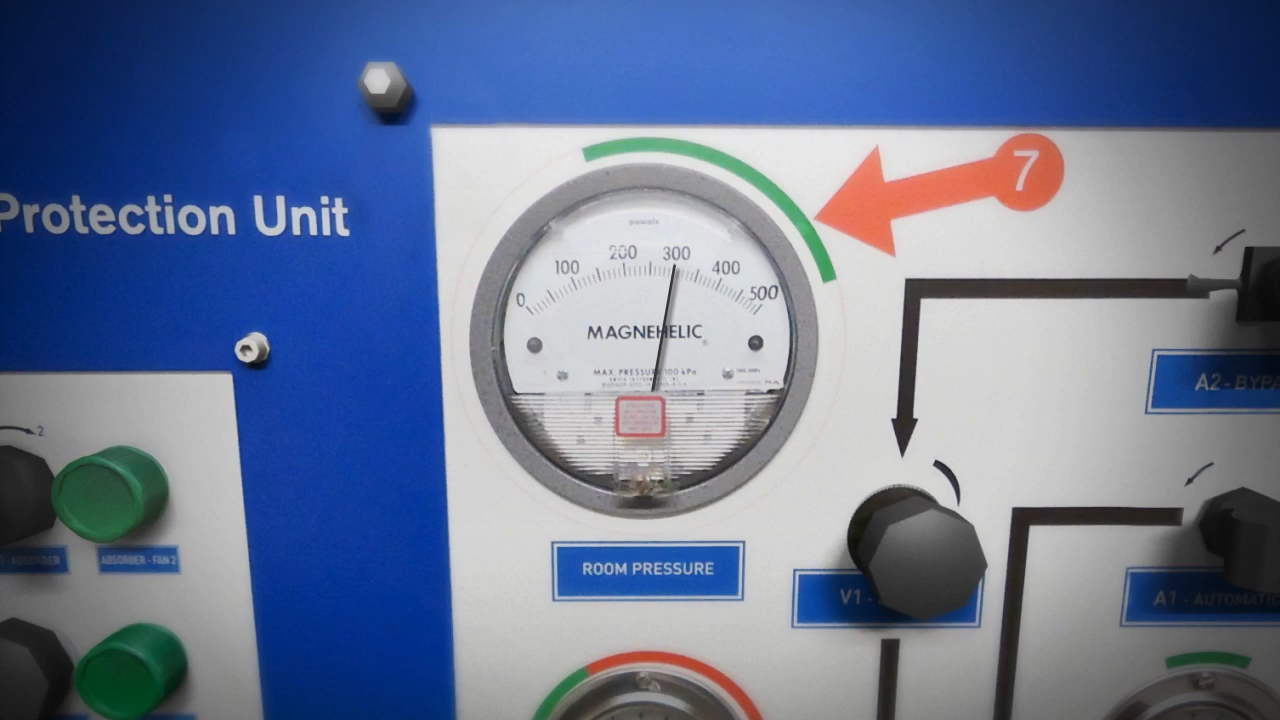 Protection Unit
7
pascals
0 100 200 300 400 500
MAGNEHELIC
MAX. PRESSURE 100 kPa
ROOM PRESSURE
2
ABSORBER
ABSORBER - FAN 2
V1 -
A2 -
A1 - AUTOMATIC